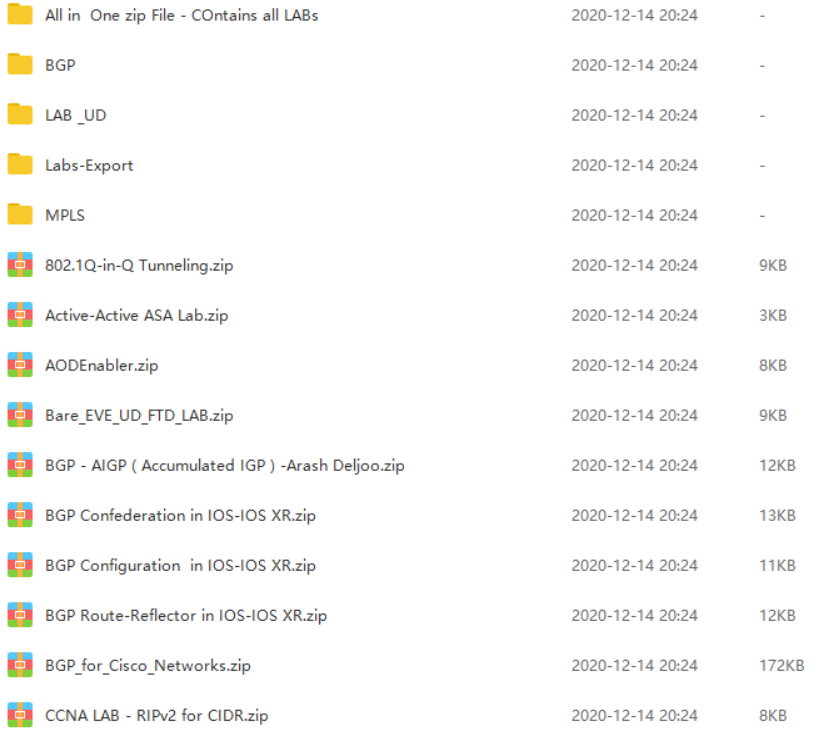 All in  One zip File - COntains all LABs 2020-12-14 20:24 -
BGP 2020-12-14 20:24 -
LAB _UD 2020-12-14 20:24 -
Labs-Export 2020-12-14 20:24 -
MPLS 2020-12-14 20:24 -
802.1Q-in-Q Tunneling.zip 2020-12-14 20:24 9KB
Active-Active ASA Lab.zip 2020-12-14 20:24 3KB
AODEnabler.zip 2020-12-14 20:24 8KB
Bare_EVE_UD_FTD_LAB.zip 2020-12-14 20:24 9KB
BGP - AIGP ( Accumulated IGP ) -Arash Deljoo.zip 2020-12-14 20:24 12KB
BGP Confederation in IOS-IOS XR.zip 2020-12-14 20:24 13KB
BGP Configuration  in IOS-IOS XR.zip 2020-12-14 20:24 11KB
BGP Route-Reflector in IOS-IOS XR.zip 2020-12-14 20:24 12KB
BGP_for_Cisco_Networks.zip 2020-12-14 20:24 172KB
CCNA LAB - RIPv2 for CIDR.zip 2020-12-14 20:24 8KB